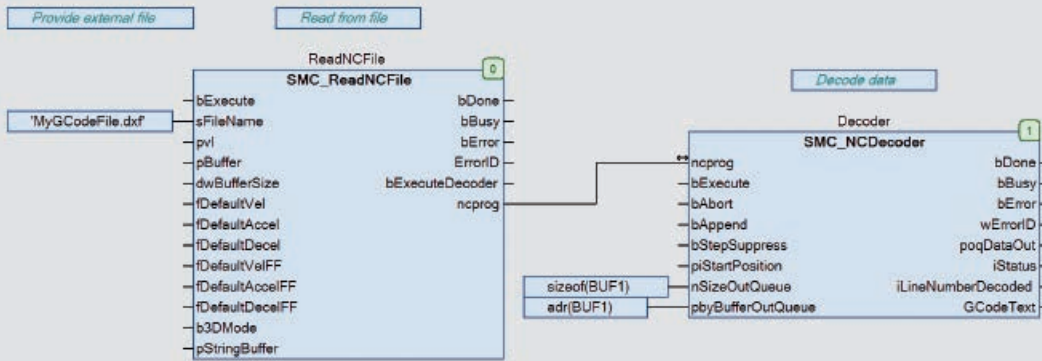 Provide external file
Read from file
ReadNCFile
0
SMC_ReadNCFile
bExecute
bDone
'MyGCodeFile.dxf'
sFileName
bBusy
pvl
bError
pBuffer
ErrorID
dwBufferSize
bExecuteDecoder
fDefaultVel
ncprog
fDefaultAccel
fDefaultDecel
fDefaultVelFF
fDefaultAccelFF
fDefaultDecelFF
b3DMode
pStringBuffer
Decode data
Decoder
1
SMC_NCDecoder
ncprog
bDone
bExecute
bBusy
bAbort
bError
bAppend
wErrorID
bStepSuppress
poqDataOut
piStartPosition
iStatus
sizeof(BUF1)
nSizeOutQueue
iLineNumberDecoded
adr(BUF1)
pbyBufferOutQueue
GCodeText